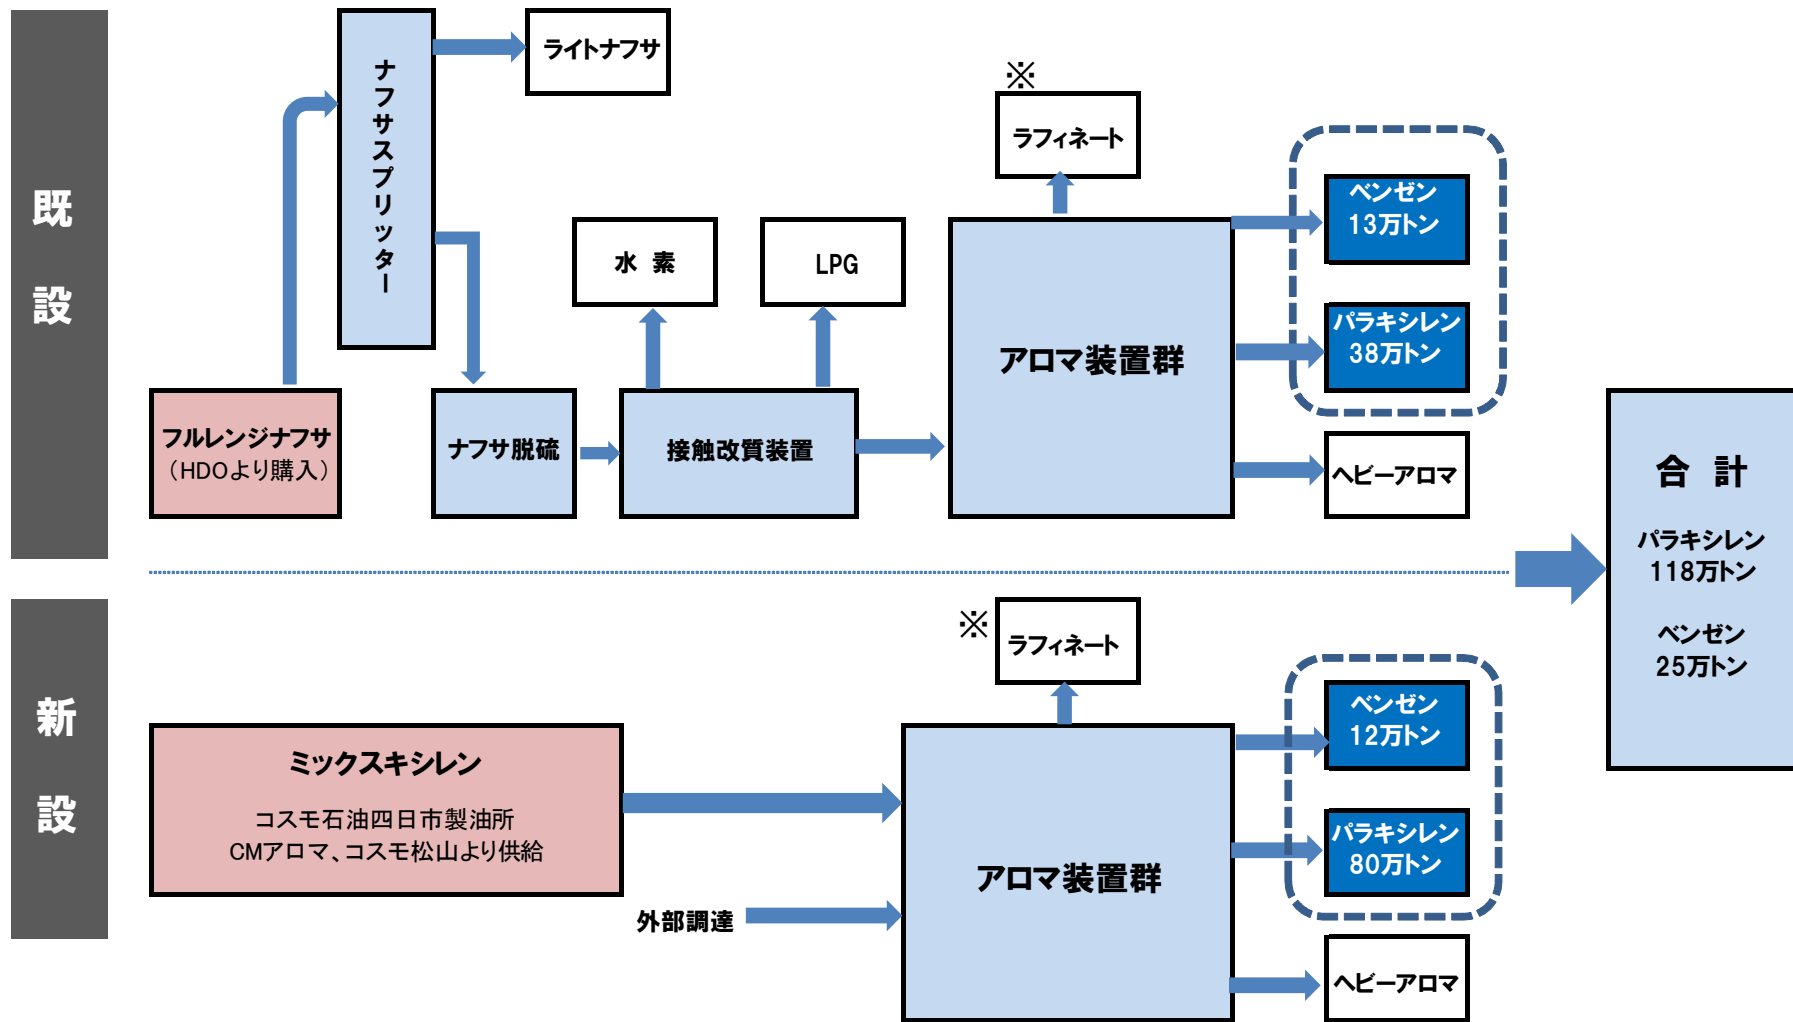 既設
ナフサスプリッター
ライトナフサ
※
ラフィネート
水 素
LPG
アロマ装置群
ベンゼン
13万トン
パラキシレン
38万トン
ヘビーアロマ
フルレンジナフサ
（HDOより購入）
ナフサ脱硫
接触改質装置
合 計
パラキシレン
118万トン
ベンゼン
25万トン
新設
※
ラフィネート
ミックスキシレン
コスモ石油四日市製油所
CMアロマ、コスモ松山より供給
外部調達
アロマ装置群
ベンゼン
12万トン
パラキシレン
80万トン
ヘビーアロマ